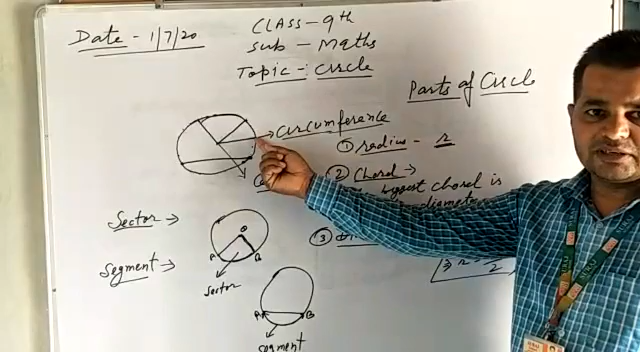 Date - 1/7/20
CLASS - 9th
Sub - Maths
Topic - Circle
Parts of Circle
Circumference
① radius - r
② Chord →
biggest chord is
diameter
③
Sector →
O
A B
sector
Segment →
A B
segment